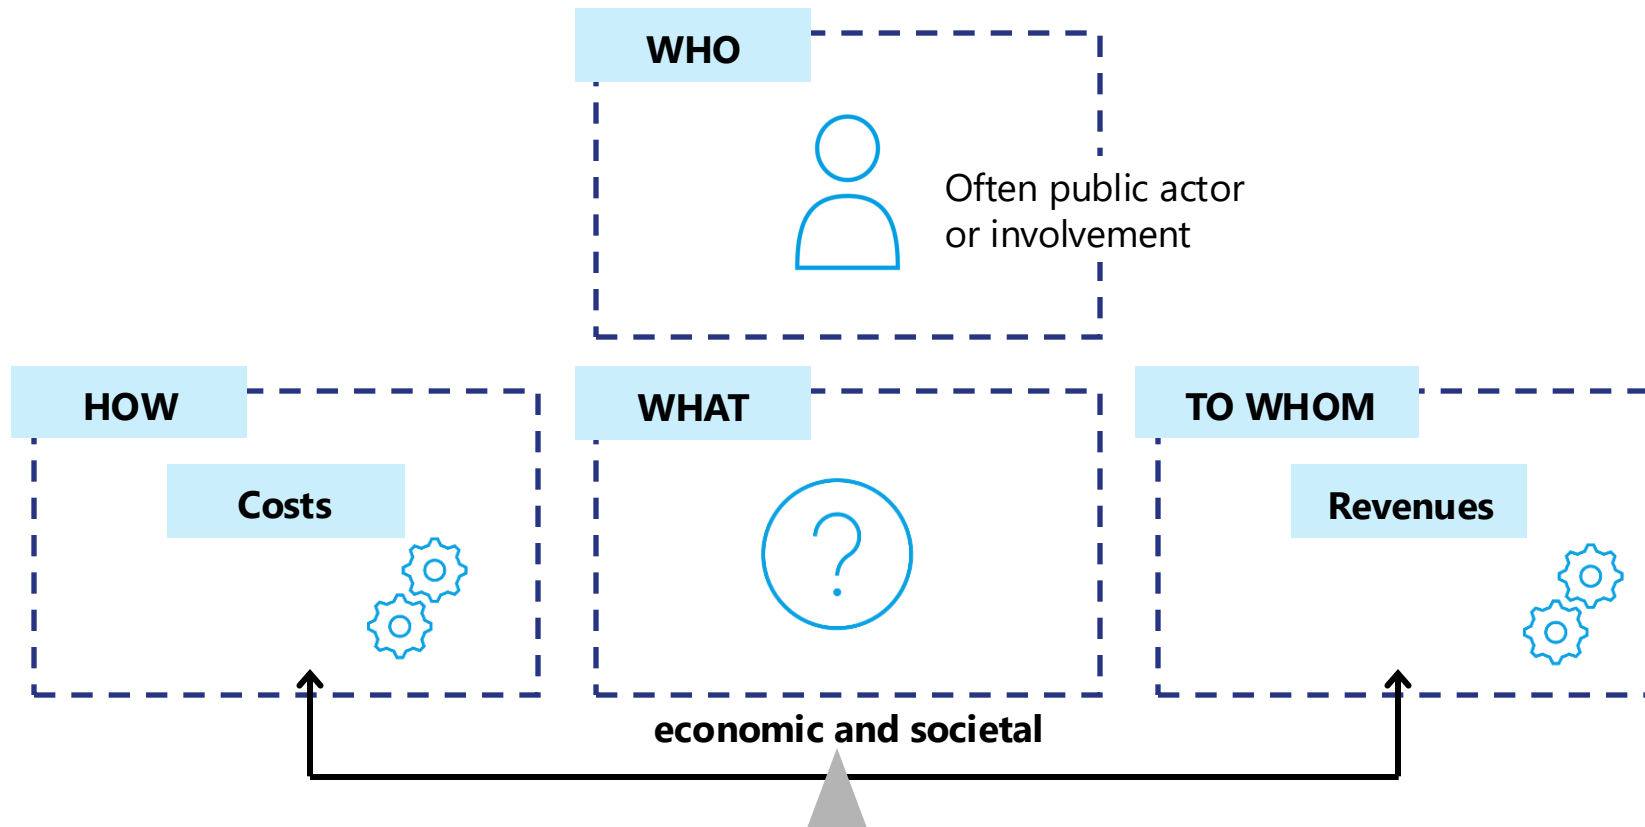 WHO
Often public actor
or involvement
HOW
Costs
WHAT
?
TO WHOM
Revenues
economic and societal